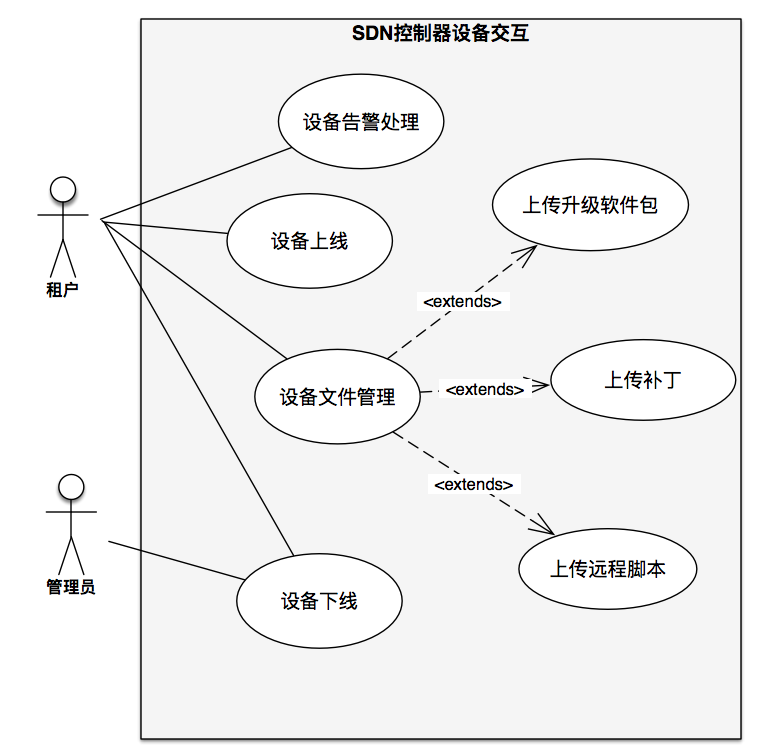 SDN控制器设备交互
设备告警处理
上传升级软件包
设备上线
租户
<extends>
设备文件管理
<extends>
上传补丁
<extends>
管理员
上传远程脚本
设备下线